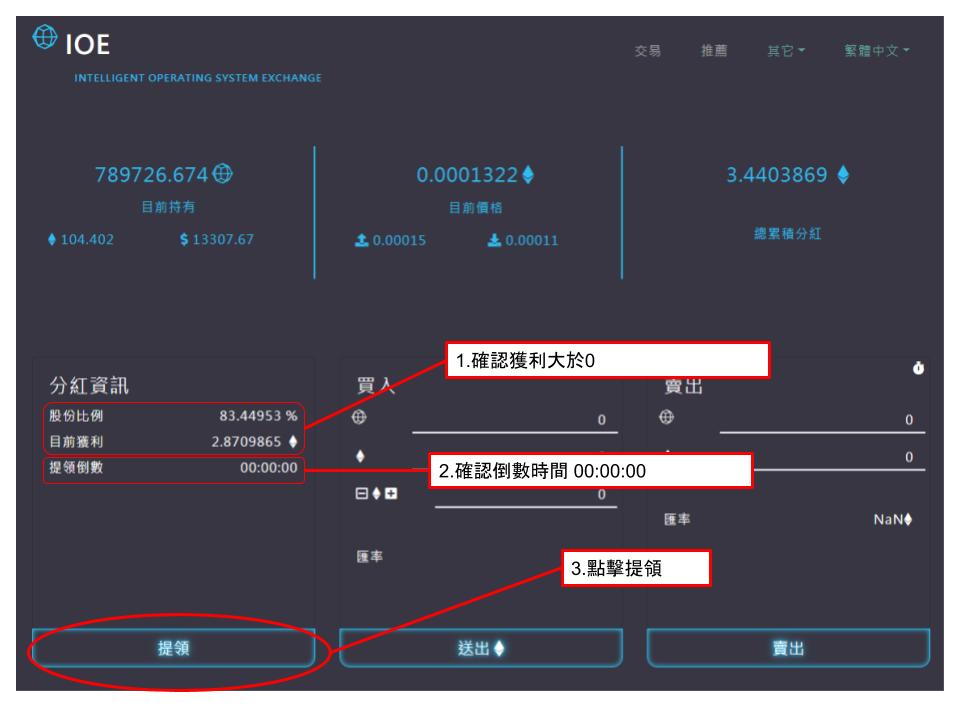 IOE
INTELLIGENT OPERATING SYSTEM EXCHANGE
交易 推薦 其它 繁體中文
789726.674
目前持有
104.402 $ 13307.67
0.0001322
目前價格
0.00015 0.00011
3.4403869
總累積分紅
分紅資訊
股份比例 83.44953 %
目前獲利 2.8709865
提領倒數 00:00:00
提領
買入
0
0
匯率
送出
賣出
0
0
匯率 NaN
賣出
1.確認獲利大於0
2.確認倒數時間 00:00:00
3.點擊提領